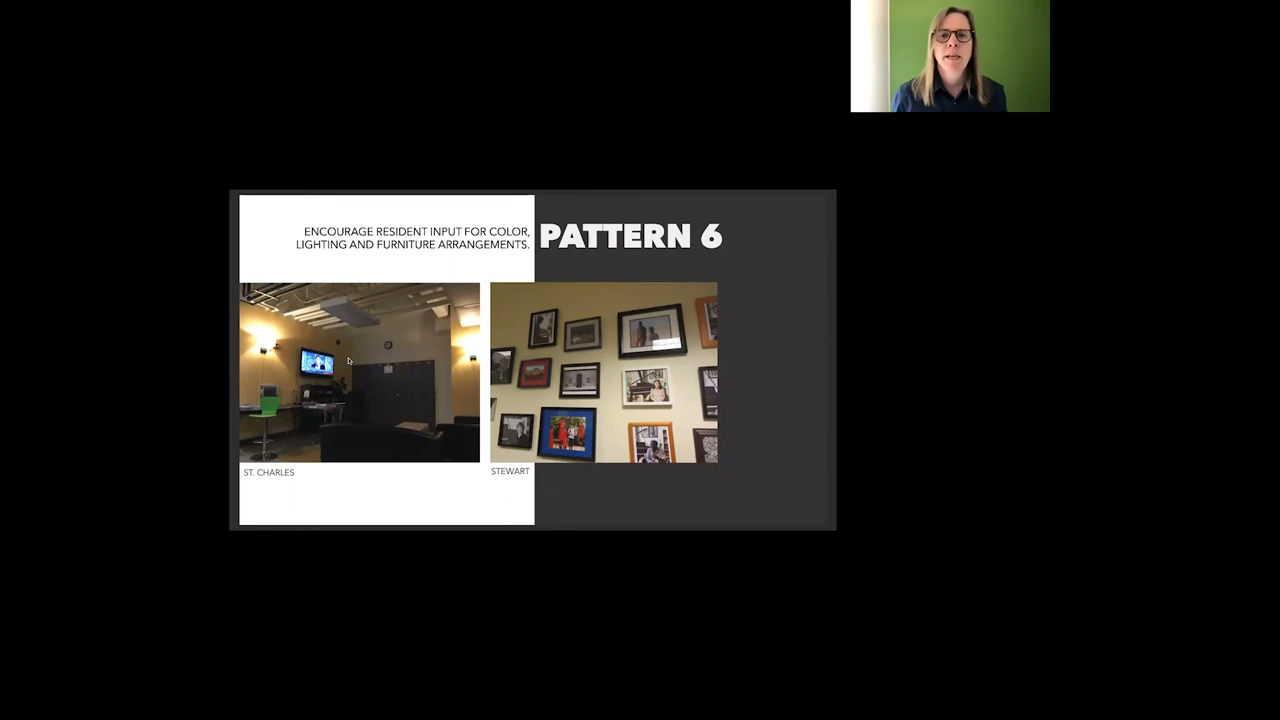 ENCOURAGE RESIDENT INPUT FOR COLOR,
LIGHTING AND FURNITURE ARRANGEMENTS.
PATTERN 6
ST. CHARLES
STEWART